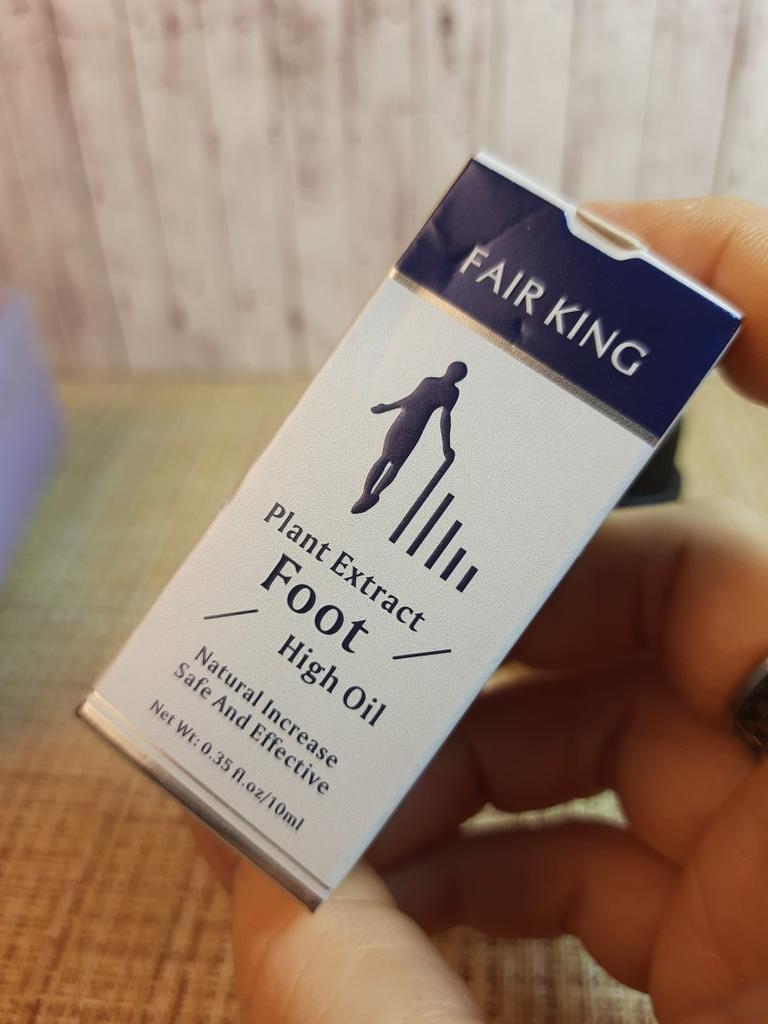 FAIR KING
Plant Extract
Foot
High Oil
Natural Increase
Safe And Effective
Net Wt: 0.35 fl.oz/10ml